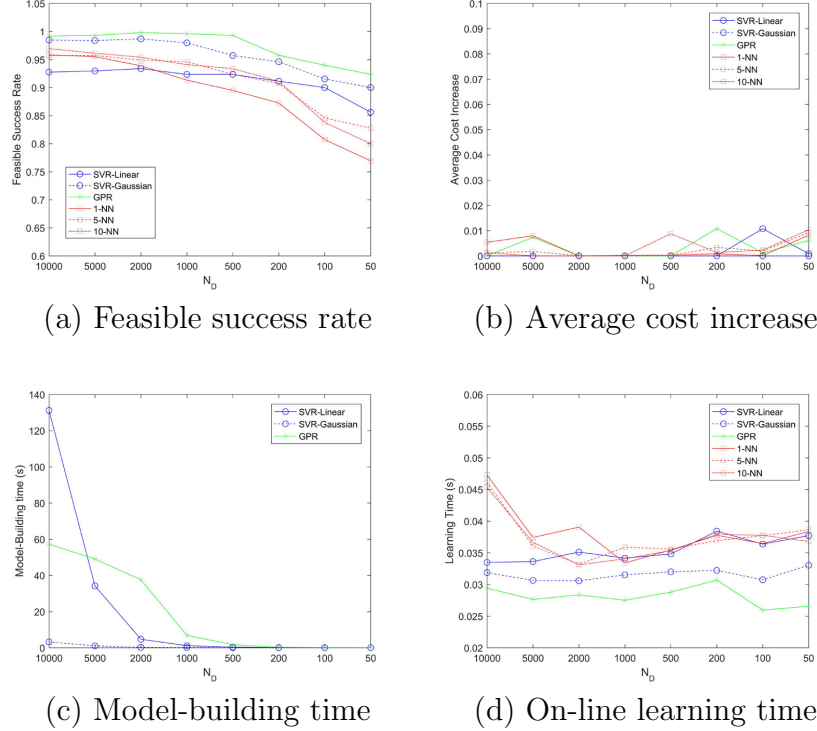 1.05
1
0.95
0.9
0.85
0.8
0.75
0.7
0.65
0.6
Feasible Success Rate
SVR-Linear
SVR-Gaussian
GPR
1-NN
5-NN
10-NN
10000 5000 2000 1000 500 200 100 50
N_D
(a) Feasible success rate
0.1
0.09
0.08
0.07
0.06
0.05
0.04
0.03
0.02
0.01
0
Average Cost Increase
SVR-Linear
SVR-Gaussian
GPR
1-NN
5-NN
10-NN
10000 5000 2000 1000 500 200 100 50
N_D
(b) Average cost increase
140
120
100
80
60
40
20
0
Model-Building time (s)
SVR-Linear
SVR-Gaussian
GPR
10000 5000 2000 1000 500 200 100 50
N_D
(c) Model-building time
0.06
0.055
0.05
0.045
0.04
0.035
0.03
0.025
0.02
Learning Time (s)
SVR-Linear
SVR-Gaussian
GPR
1-NN
5-NN
10-NN
10000 5000 2000 1000 500 200 100 50
N_D
(d) On-line learning time